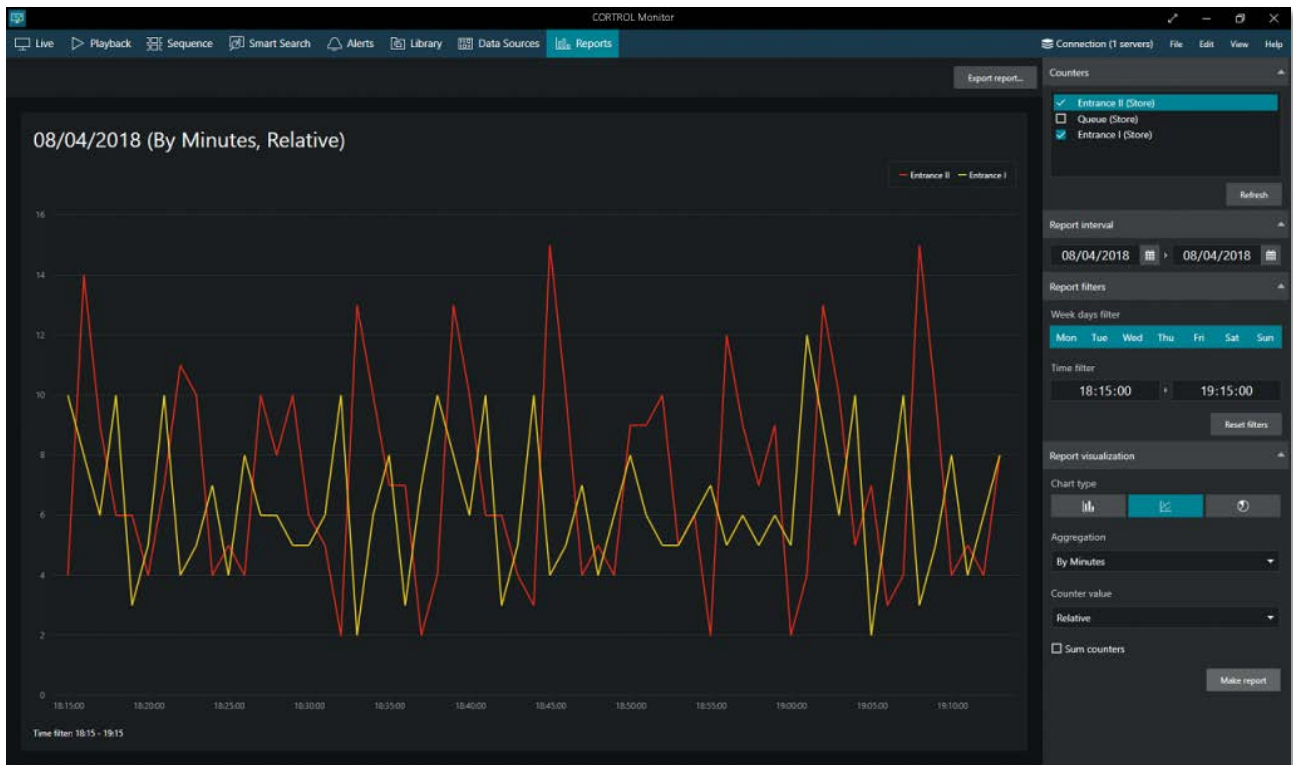 CORTROL Monitor
Live Playback Sequence Smart Search Alerts Library Data Sources Reports Connection (1 servers) File Edit View Help
Export report...
08/04/2018 (By Minutes, Relative)
Entrance II Entrance I
16
14
12
10
8
6
4
2
0
18:15:00 18:20:00 18:25:00 18:30:00 18:35:00 18:40:00 18:45:00 18:50:00 18:55:00 19:00:00 19:05:00 19:10:00
Time filter: 18:15 - 19:15
Counters
Entrance II (Store)
Queue (Store)
Entrance I (Store)
Refresh
Report interval
08/04/2018 08/04/2018
Report filters
Week days filter
Mon Tue Wed Thu Fri Sat Sun
Time filter
18:15:00 19:15:00
Reset filters
Report visualization
Chart type
Aggregation
By Minutes
Counter value
Relative
Sum counters
Make report